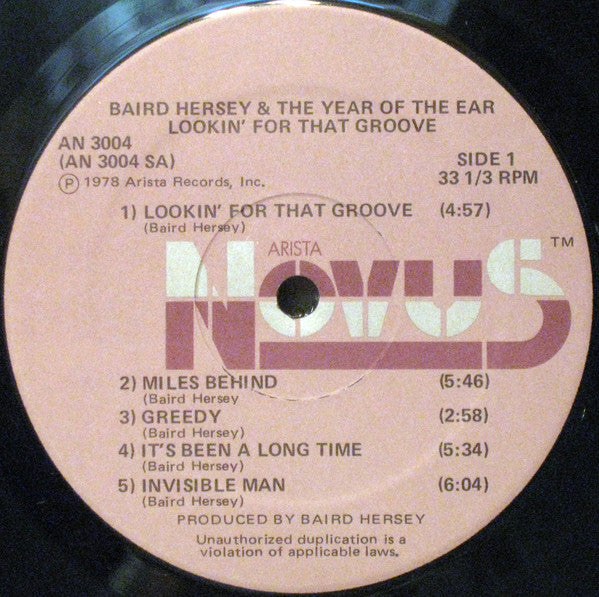 BAIRD HERSEY & THE YEAR OF THE EAR
LOOKIN' FOR THAT GROOVE
AN 3004
(AN 3004 SA)
Ⓟ 1978 Arista Records, Inc.
SIDE 1
33 1/3 RPM
1) LOOKIN' FOR THAT GROOVE (4:57)
(Baird Hersey)
ARISTA
NOVUS™
2) MILES BEHIND (5:46)
(Baird Hersey
3) GREEDY (2:58)
(Baird Hersey)
4) IT'S BEEN A LONG TIME (5:34)
(Baird Hersey)
5) INVISIBLE MAN (6:04)
(Baird Hersey)
PRODUCED BY BAIRD HERSEY
Unauthorized duplication is a
violation of applicable laws.